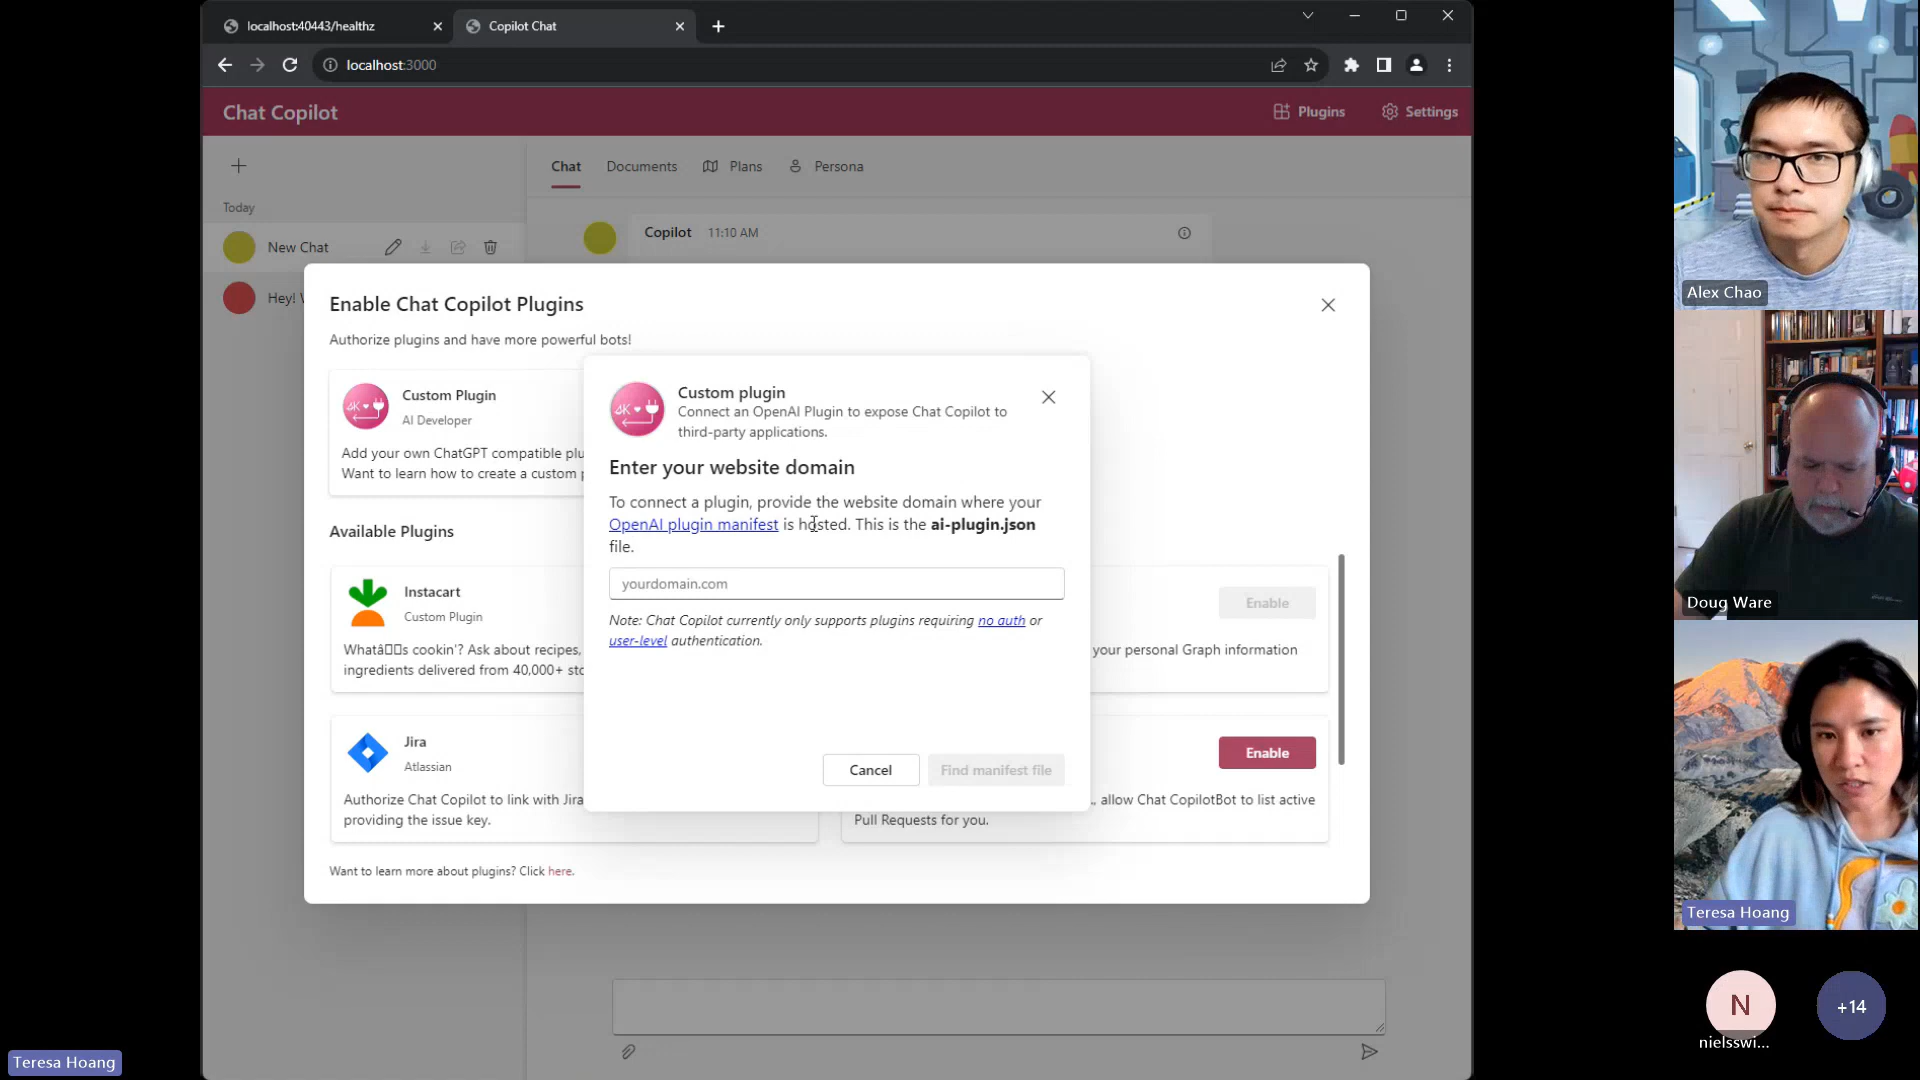 localhost:40443/healthz
Copilot Chat
localhost:3000
Chat Copilot
Plugins
Settings
Chat
Documents
Plans
Persona
Today
New Chat
Copilot 11:10 AM
Hey!
Enable Chat Copilot Plugins
Authorize plugins and have more powerful bots!
Custom Plugin
AI Developer
Add your own ChatGPT compatible plu
Want to learn how to create a custom p
Custom plugin
Connect an OpenAI Plugin to expose Chat Copilot to
third-party applications.
Enter your website domain
To connect a plugin, provide the website domain where your
OpenAI plugin manifest is hosted. This is the ai-plugin.json
file.
yourdomain.com
Note: Chat Copilot currently only supports plugins requiring no auth or
user-level authentication.
Cancel
Find manifest file
Available Plugins
Instacart
Custom Plugin
Whatâ▯▯s cookin'? Ask about recipes,
ingredients delivered from 40,000+ sto
Enable
your personal Graph information
Jira
Atlassian
Authorize Chat Copilot to link with Jira
providing the issue key.
Enable
, allow Chat CopilotBot to list active
Pull Requests for you.
Want to learn more about plugins? Click here.
Alex Chao
Doug Ware
Teresa Hoang
N
nielsswi...
+14
Teresa Hoang